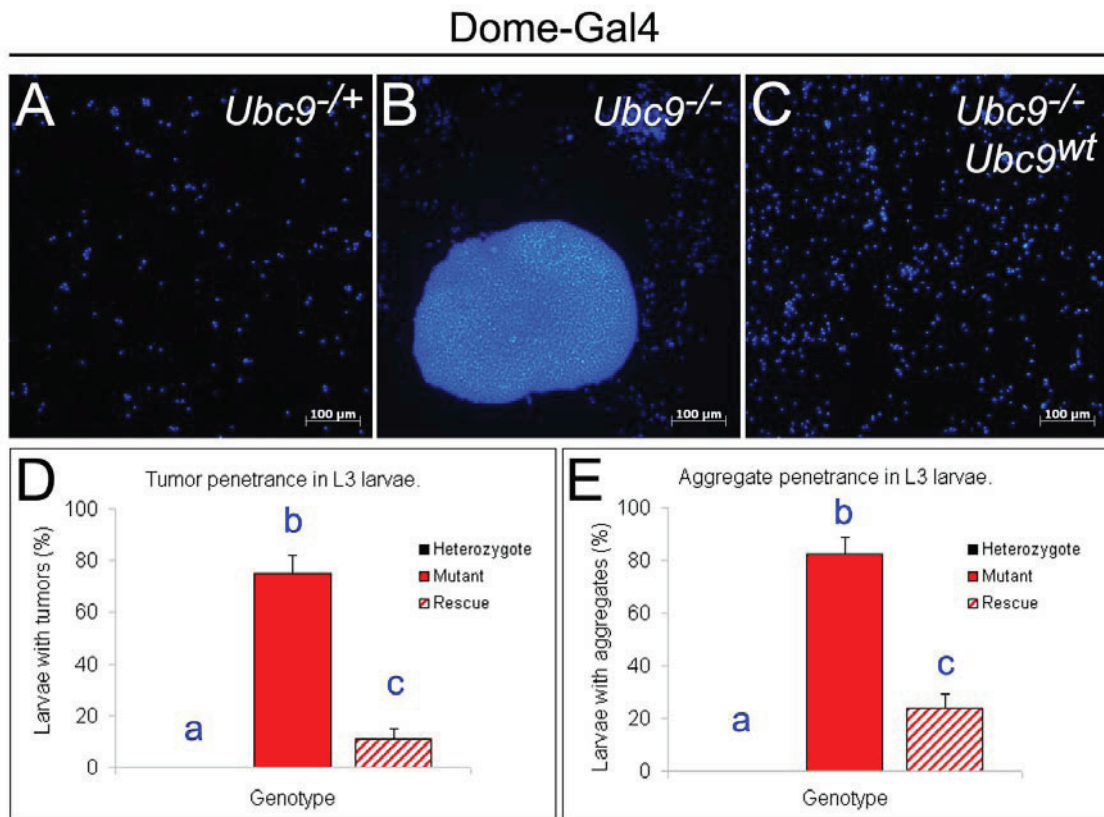 Dome-Gal4
A
Ubc9-/+
100 µm
B
Ubc9-/-
100 µm
C
Ubc9-/-
Ubc9wt
100 µm
D
Tumor penetrance in L3 larvae.
Larvae with tumors (%)
100
80
60
40
20
0
a
b
c
Heterozygote
Mutant
Rescue
Genotype
E
Aggregate penetrance in L3 larvae.
Larvae with aggregates (%)
100
80
60
40
20
0
a
b
c
Heterozygote
Mutant
Rescue
Genotype